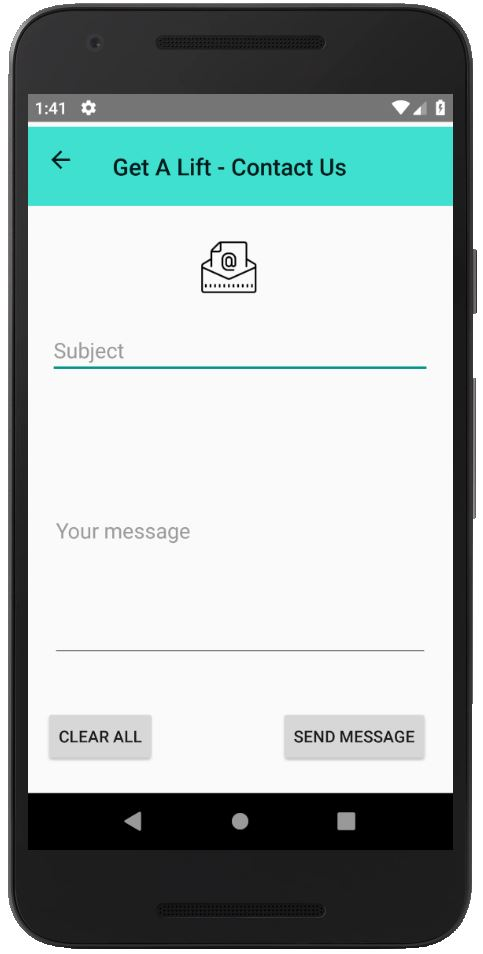 1:41
Get A Lift - Contact Us
@
Subject
Your message
CLEAR ALL
SEND MESSAGE